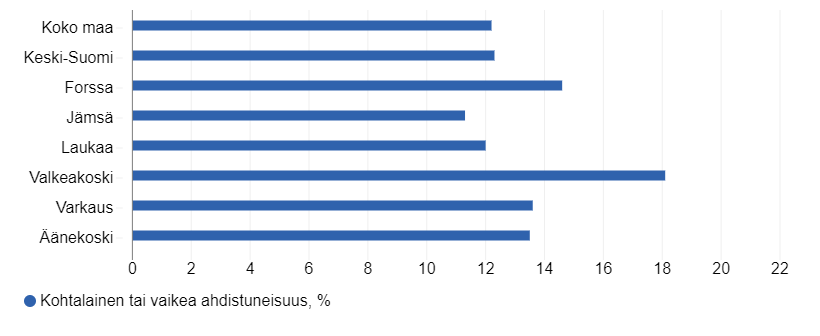 Koko maa
Keski-Suomi
Forssa
Jämsä
Laukaa
Valkeakoski
Varkaus
Äänekoski
0 2 4 6 8 10 12 14 16 18 20 22
Kohtalainen tai vaikea ahdistuneisuus, %